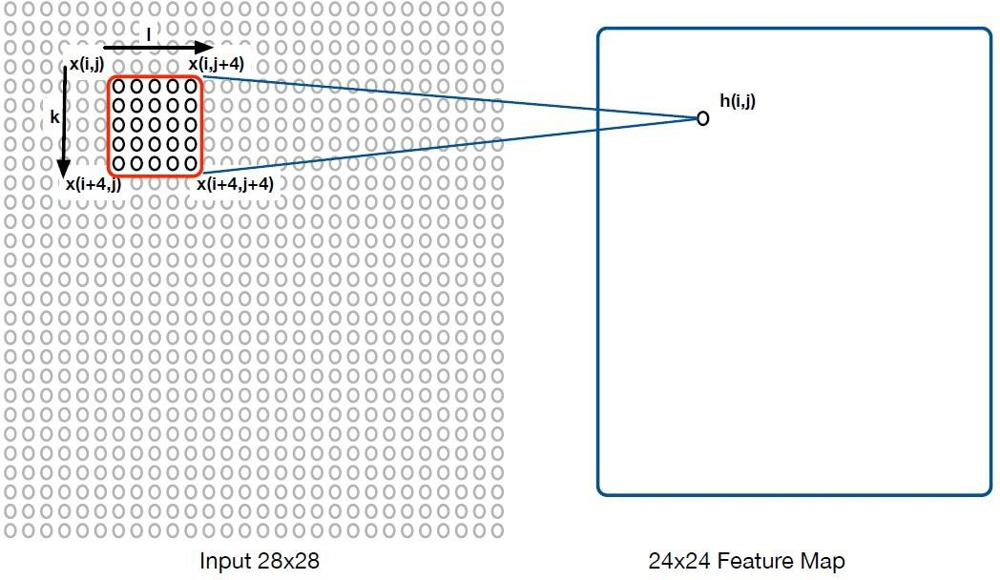 l
x(i,j)
x(i,j+4)
h(i,j)
k
x(i+4,j)
x(i+4,j+4)
Input 28x28
24x24 Feature Map